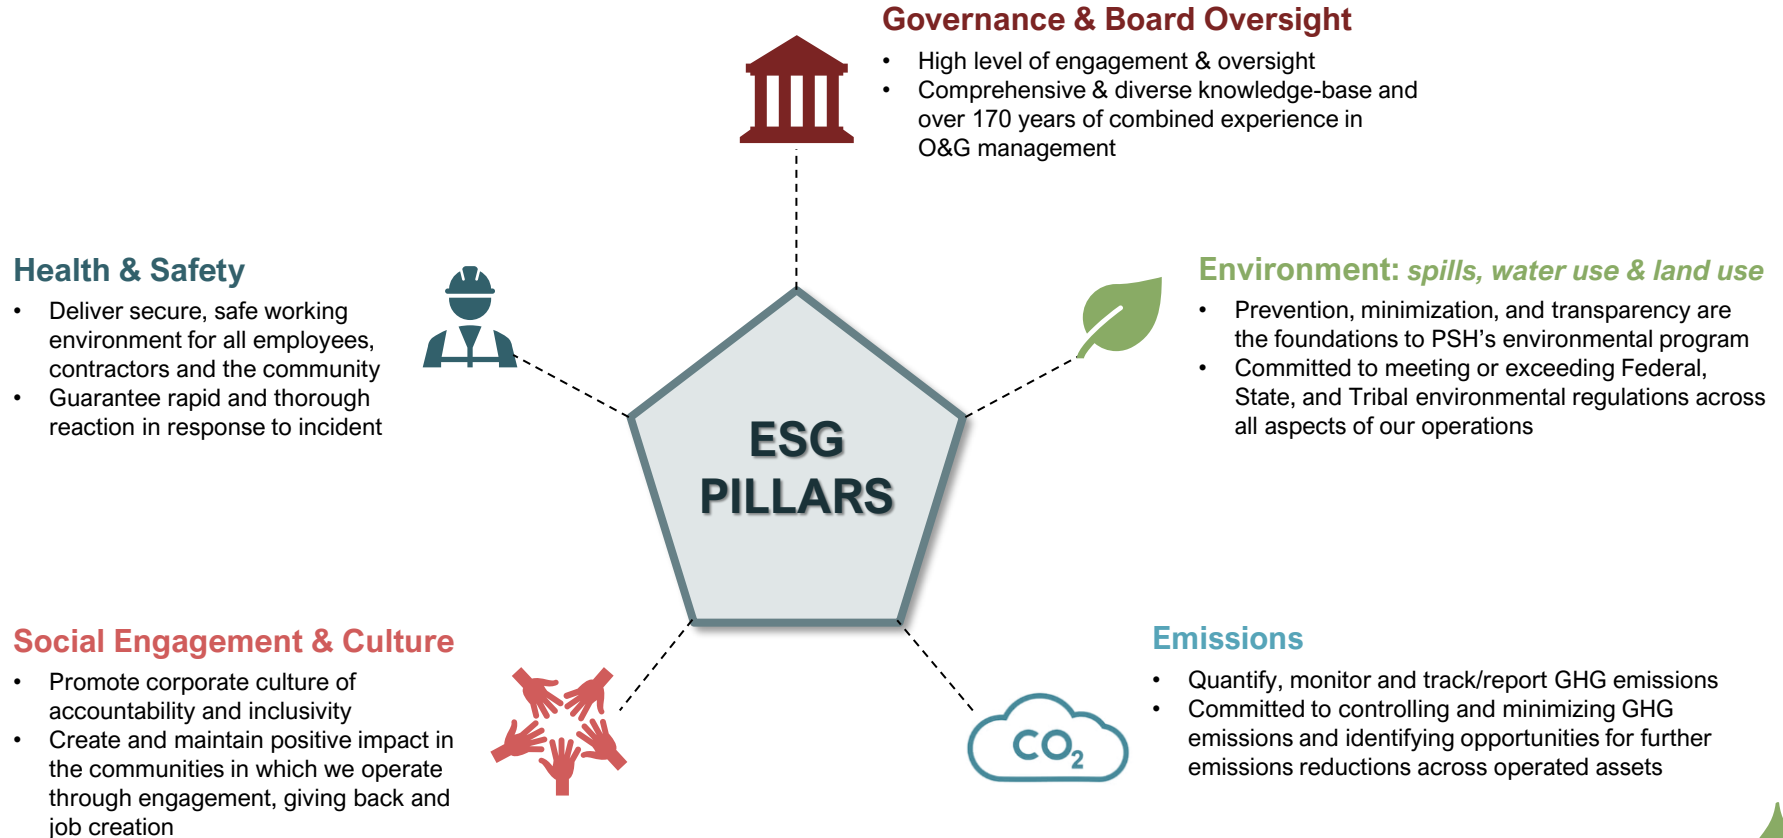 Governance & Board Oversight
• High level of engagement & oversight
• Comprehensive & diverse knowledge-base and
over 170 years of combined experience in
O&G management
Health & Safety
• Deliver secure, safe working
environment for all employees,
contractors and the community
• Guarantee rapid and thorough
reaction in response to incident
Environment: spills, water use & land use
• Prevention, minimization, and transparency are
the foundations to PSH's environmental program
• Committed to meeting or exceeding Federal,
State, and Tribal environmental regulations across
all aspects of our operations
ESG
PILLARS
Social Engagement & Culture
• Promote corporate culture of
accountability and inclusivity
• Create and maintain positive impact in
the communities in which we operate
through engagement, giving back and
job creation
Emissions
• Quantify, monitor and track/report GHG emissions
• Committed to controlling and minimizing GHG
emissions and identifying opportunities for further
emissions reductions across operated assets
CO2